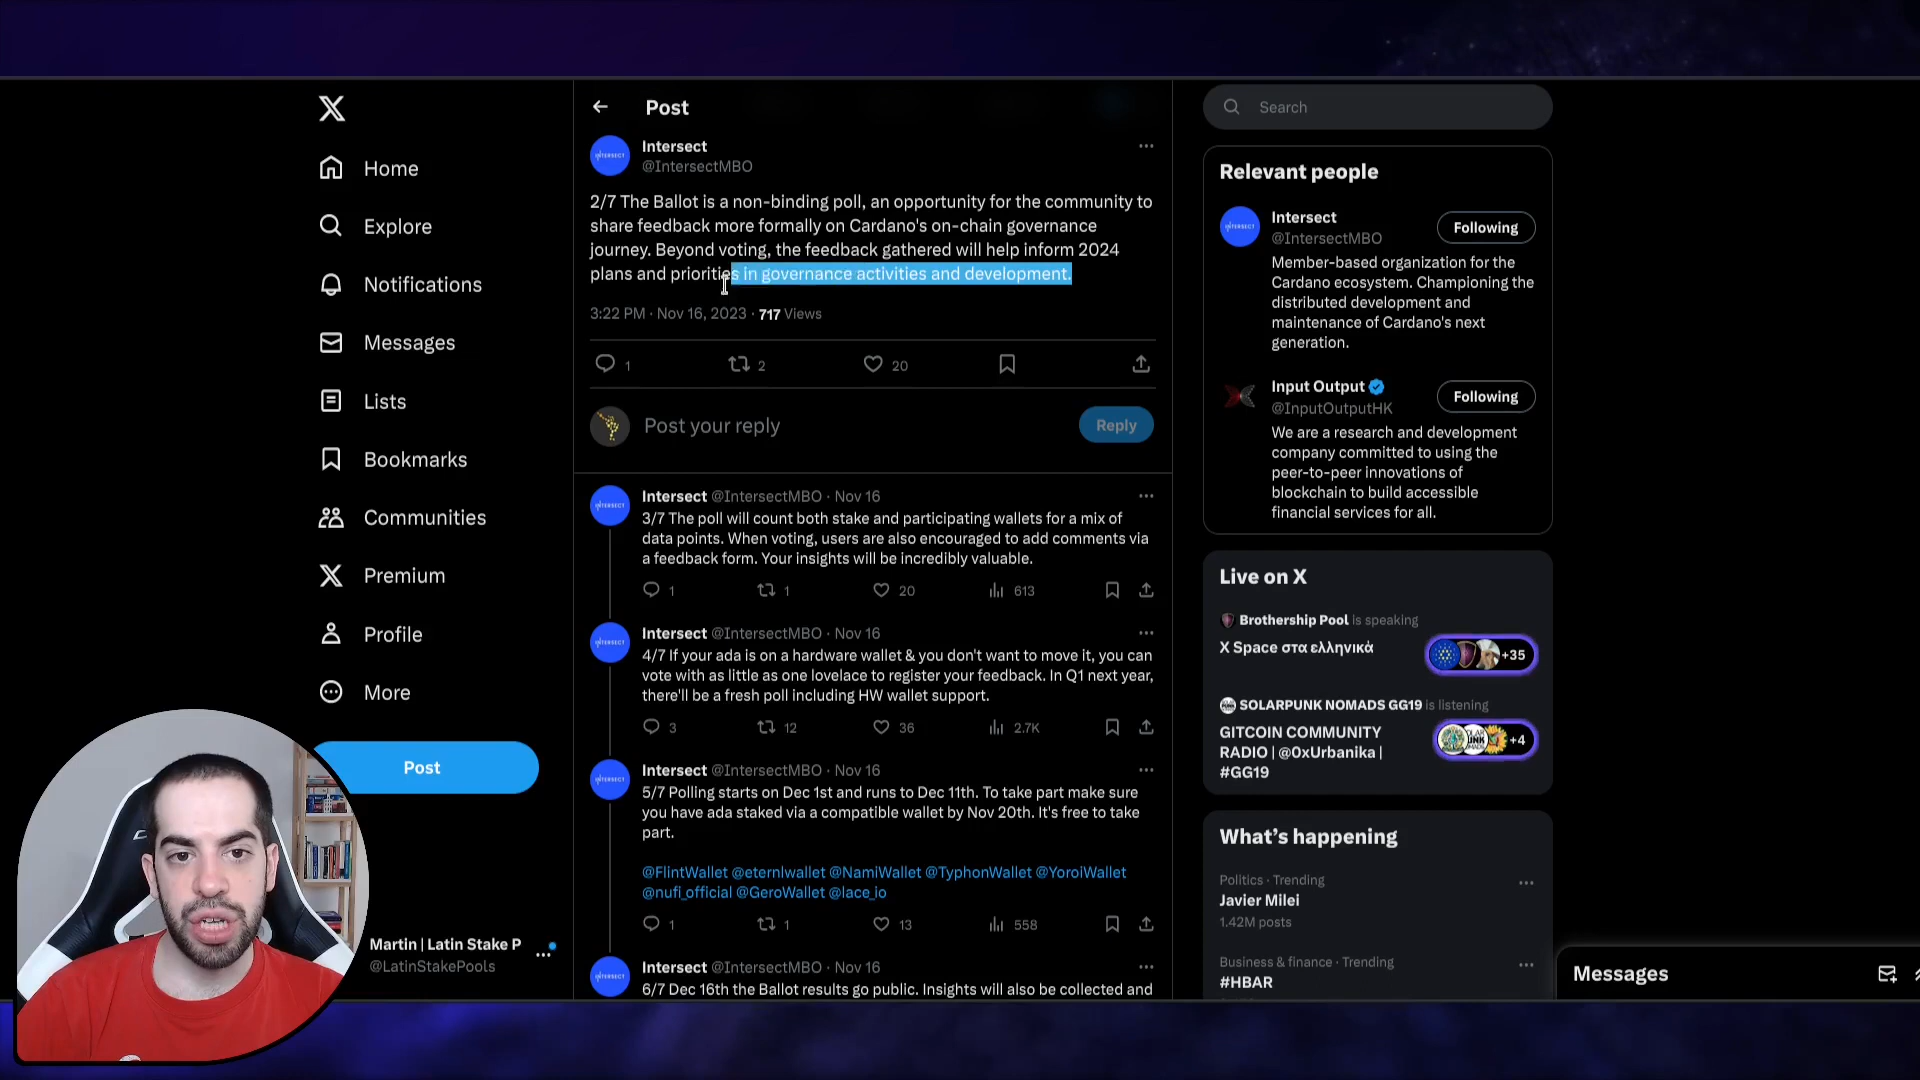 Home
Explore
Notifications
Messages
Lists
Bookmarks
Communities
Premium
Profile
More
Post
Martin | Latin Stake P
@LatinStakePools
Post
Intersect
@IntersectMBO
2/7 The Ballot is a non-binding poll, an opportunity for the community to
share feedback more formally on Cardano's on-chain governance
journey. Beyond voting, the feedback gathered will help inform 2024
plans and priorities in governance activities and development.
3:22 PM · Nov 16, 2023 · 717 Views
1 2 20
Post your reply
Reply
Intersect @IntersectMBO · Nov 16
3/7 The poll will count both stake and participating wallets for a mix of
data points. When voting, users are also encouraged to add comments via
a feedback form. Your insights will be incredibly valuable.
1 1 20 613
Intersect @IntersectMBO · Nov 16
4/7 If your ada is on a hardware wallet & you don't want to move it, you can
vote with as little as one lovelace to register your feedback. In Q1 next year,
there'll be a fresh poll including HW wallet support.
3 12 36 2.7K
Intersect @IntersectMBO · Nov 16
5/7 Polling starts on Dec 1st and runs to Dec 11th. To take part make sure
you have ada staked via a compatible wallet by Nov 20th. It's free to take
part.
@FlintWallet @eternlwallet @NamiWallet @TyphonWallet @YoroiWallet
@nufi_official @GeroWallet @lace_io
1 1 13 558
Intersect @IntersectMBO · Nov 16
6/7 Dec 16th the Ballot results go public. Insights will also be collected and
Search
Relevant people
Intersect
@IntersectMBO
Following
Member-based organization for the
Cardano ecosystem. Championing the
distributed development and
maintenance of Cardano's next
generation.
Input Output
@InputOutputHK
Following
We are a research and development
company committed to using the
peer-to-peer innovations of
blockchain to build accessible
financial services for all.
Live on X
Brothership Pool is speaking
X Space στα ελληνικά
+35
SOLARPUNK NOMADS GG19 is listening
GITCOIN COMMUNITY
RADIO | @0xUrbanika |
#GG19
+4
What's happening
Politics · Trending
Javier Milei
1.42M posts
Business & finance · Trending
#HBAR
Messages